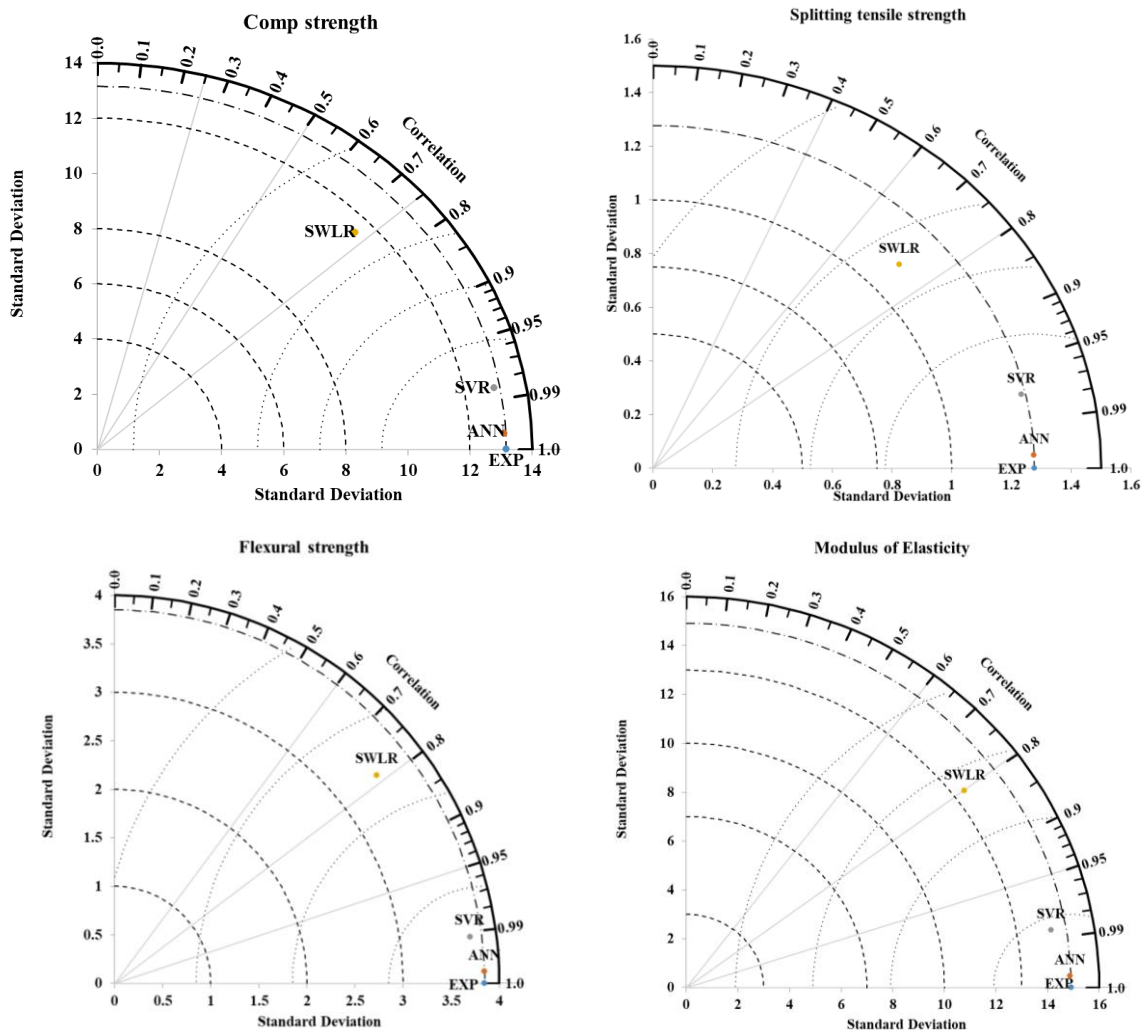 Comp strength
0.0 0.1 0.2 0.3 0.4 0.5 0.6 0.7 0.8 0.9 0.95 0.99 1.0
Correlation
14
12
10
8
6
4
2
0
Standard Deviation
SWLR
SVR
ANN
EXP
0 2 4 6 8 10 12 14
Standard Deviation
Splitting tensile strength
0.0 0.1 0.2 0.3 0.4 0.5 0.6 0.7 0.8 0.9 0.95 0.99 1.0
Correlation
1.6
1.4
1.2
1
0.8
0.6
0.4
0.2
0
Standard Deviation
SWLR
SVR
ANN
EXP
0 0.2 0.4 0.6 0.8 1 1.2 1.4 1.6
Standard Deviation
Flexural strength
0.0 0.1 0.2 0.3 0.4 0.5 0.6 0.7 0.8 0.9 0.95 0.99 1.0
Correlation
4
3.5
3
2.5
2
1.5
1
0.5
0
Standard Deviation
SWLR
SVR
ANN
EXP
0 0.5 1 1.5 2 2.5 3 3.5 4
Standard Deviation
Modulus of Elasticity
0.0 0.1 0.2 0.3 0.4 0.5 0.6 0.7 0.8 0.9 0.95 0.99 1.0
Correlation
16
14
12
10
8
6
4
2
0
Standard Deviation
SWLR
SVR
ANN
EXP
0 2 4 6 8 10 12 14 16
Standard Deviation